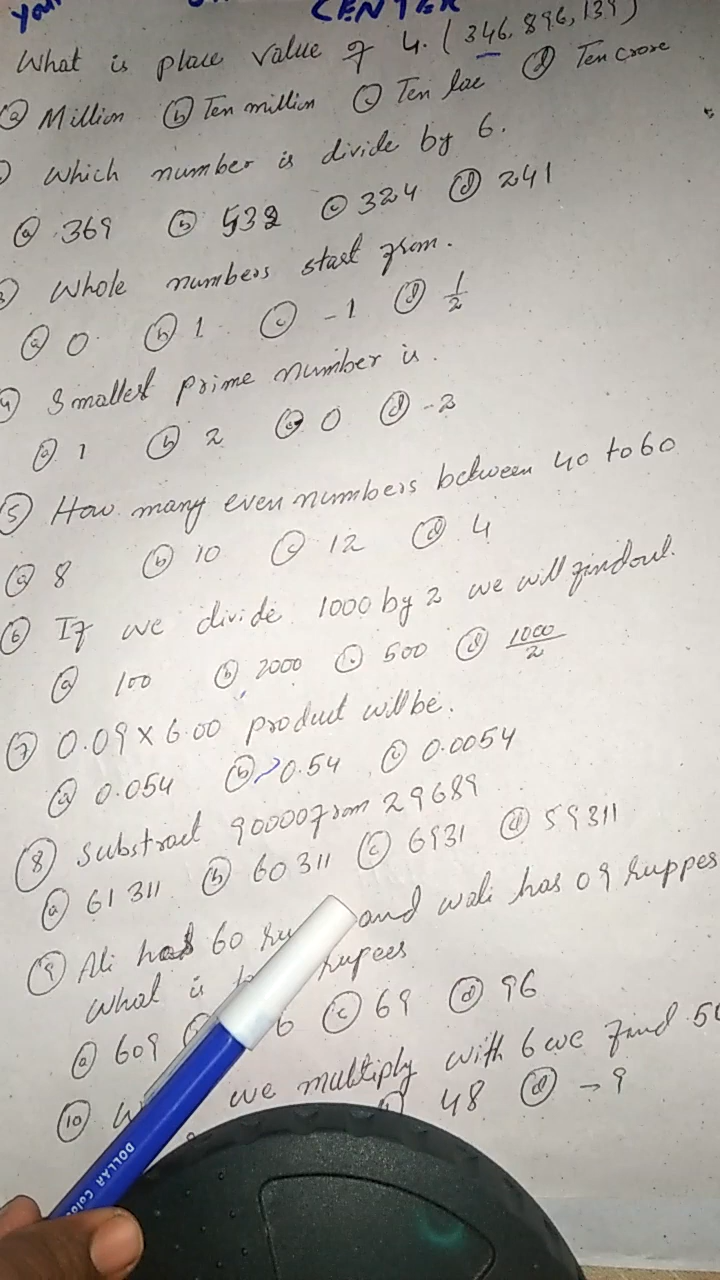 CENTER
What is place value of 4. (346,896,139)
(a) Million (b) Ten million (c) Ten lac (d) Ten crore
Which number is divide by 6.
(a) 369 (b) 532 (c) 324 (d) 241
Whole numbers start from.
(a) 0 (b) 1 (c) -1 (d) 1/2
Smallest prime number is.
(a) 1 (b) 2 (c) 0 (d) -2
(5) How many even numbers between 40 to 60
(a) 8 (b) 10 (c) 12 (d) 4
(6) If we divide 1000 by 2 we will findout.
(a) 100 (b) 2000 (c) 500 (d) 1000/2
(7) 0.09 x 6.00 product will be.
(a) 0.054 (b) 0.54 (c) 0.0054
(8) Substract 90000 from 29689
(a) 61311 (b) 60311 (c) 6931 (d) 59311
(9) Ali has 60 and wali has 09 ruppes
What is rupees
(a) 609 6 (c) 69 (d) 96
(10) we multiply with 6 we find
48 (d) -9
DOLLAR